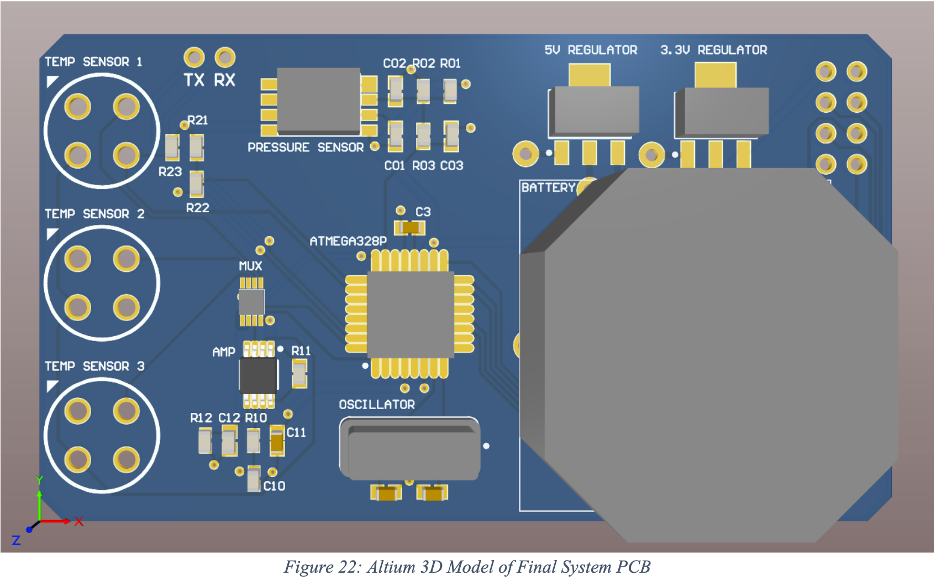 TEMP SENSOR 1
TX RX
5V REGULATOR
3.3V REGULATOR
CO2 RO2 RO1
R21
PRESSURE SENSOR
CO1 RO3 CO3
R23
R22
BATTERY
TEMP SENSOR 2
C3
ATMEGA328P
MUX
AMP
R11
TEMP SENSOR 3
OSCILLATOR
R12 C12 R10
C11
C10
Y
X
Z
Figure 22: Altium 3D Model of Final System PCB